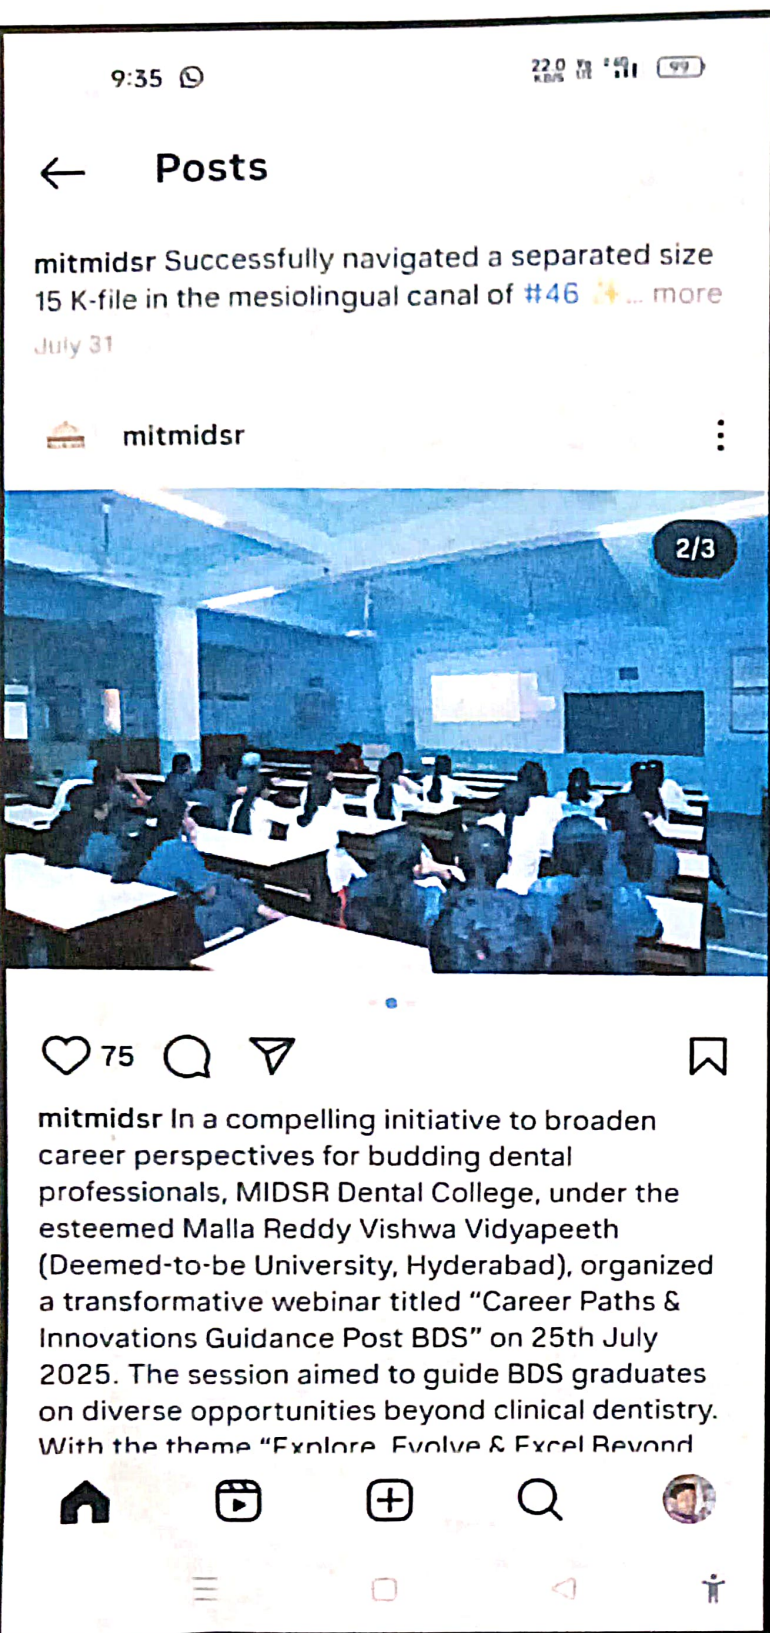 9:35
22.0
KB/S
99
Posts
mitmidsr Successfully navigated a separated size
15 K-file in the mesiolingual canal of #46 ✨... more
July 31
mitmidsr
2/3
75
mitmidsr In a compelling initiative to broaden
career perspectives for budding dental
professionals, MIDSR Dental College, under the
esteemed Malla Reddy Vishwa Vidyapeeth
(Deemed-to-be University, Hyderabad), organized
a transformative webinar titled “Career Paths &
Innovations Guidance Post BDS” on 25th July
2025. The session aimed to guide BDS graduates
on diverse opportunities beyond clinical dentistry.
With the theme “Explore, Evolve & Excel Beyond